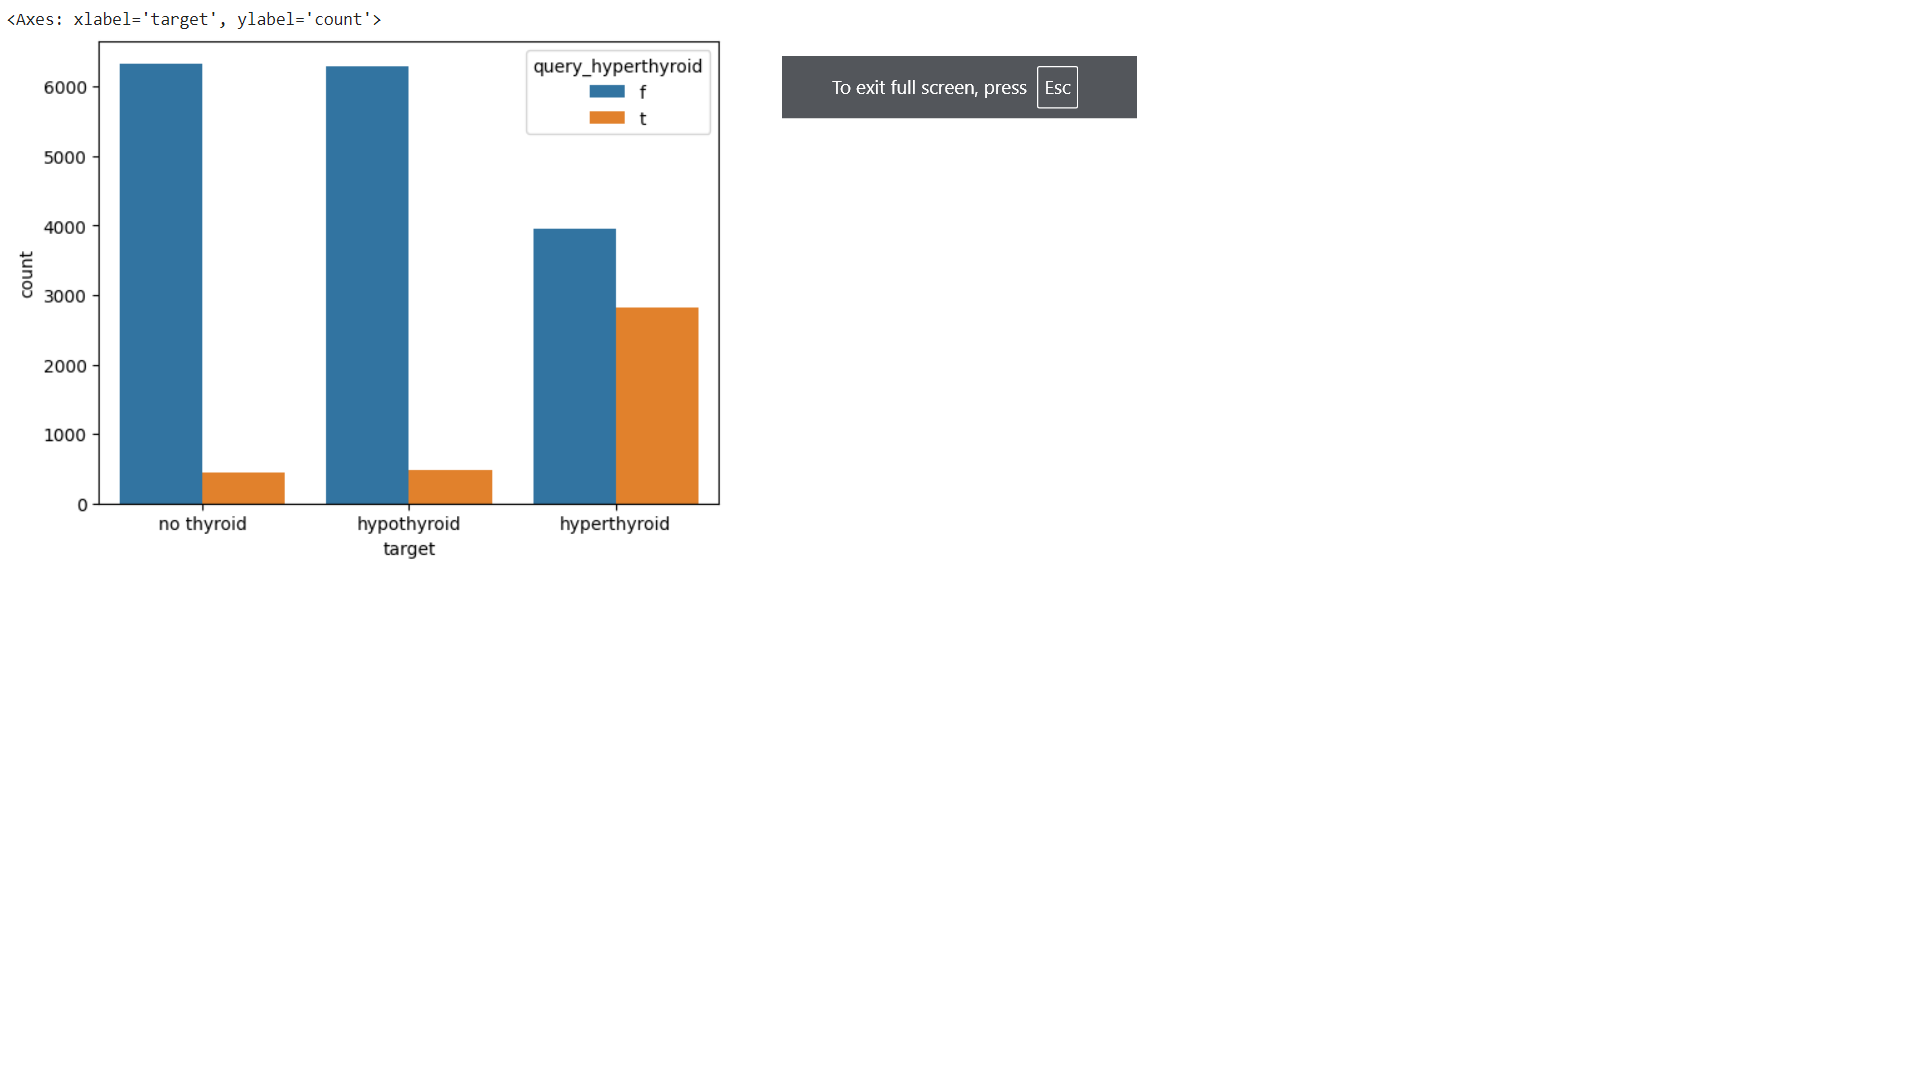 <Axes: xlabel='target', ylabel='count'>
query_hyperthyroid
f
t
6000
5000
4000
3000
2000
1000
0
count
no thyroid
hypothyroid
hyperthyroid
target
To exit full screen, press Esc